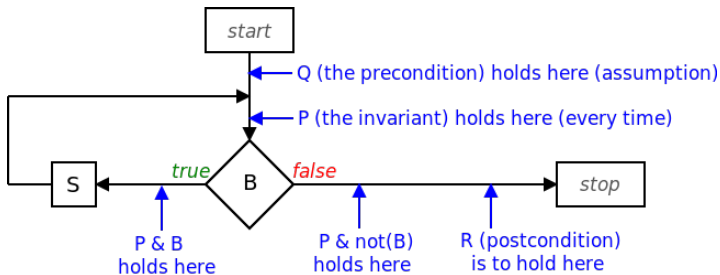 start
Q (the precondition) holds here (assumption)
P (the invariant) holds here (every time)
true
false
S
B
stop
P & B
holds here
P & not(B)
holds here
R (postcondition)
is to hold here